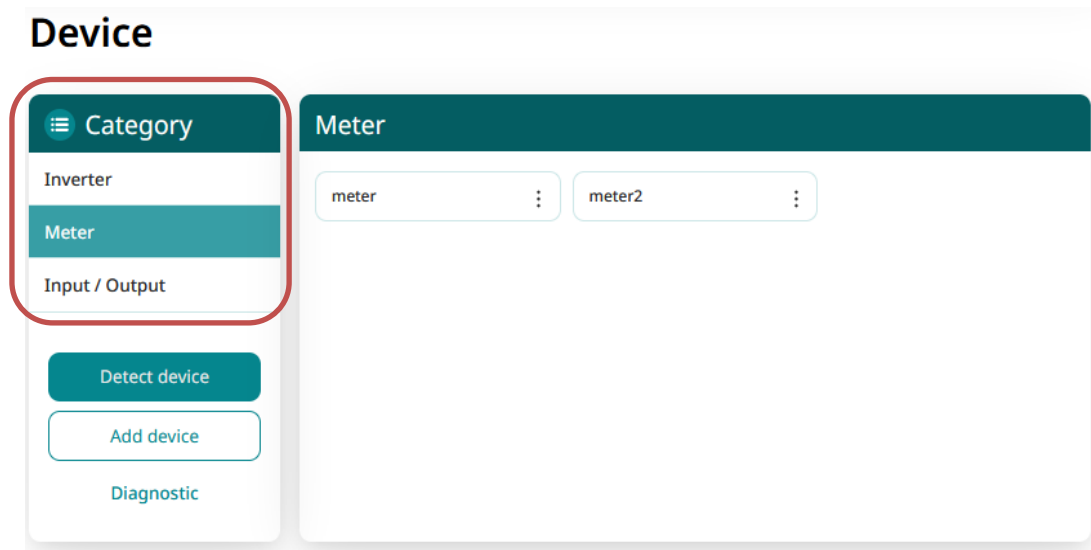 Device
Category
Inverter
Meter
Input / Output
Detect device
Add device
Diagnostic
Meter
meter
meter2